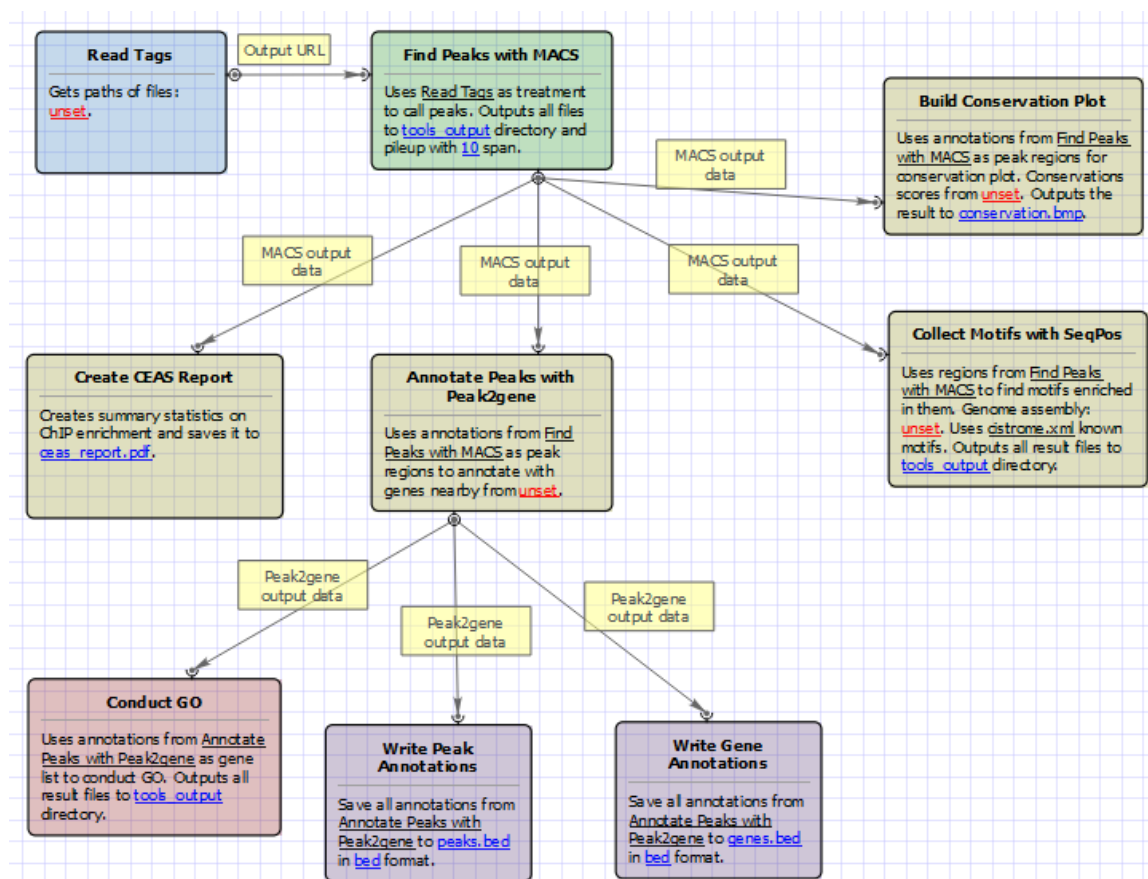 Read Tags
Gets paths of files:
unset.
Output URL
Find Peaks with MACS
Uses Read Tags as treatment
to call peaks. Outputs all files
to tools_output directory and
pileup with 10 span.
MACS output
data
Build Conservation Plot
Uses annotations from Find Peaks
with MACS as peak regions for
conservation plot. Conservations
scores from unset. Outputs the
result to conservation.bmp.
MACS output
data
MACS output
data
MACS output
data
Create CEAS Report
Creates summary statistics on
ChIP enrichment and saves it to
ceas_report.pdf.
Annotate Peaks with
Peak2gene
Uses annotations from Find
Peaks with MACS as peak
regions to annotate with
genes nearby from unset.
Collect Motifs with SeqPos
Uses regions from Find Peaks
with MACS to find motifs enriched
in them. Genome assembly:
unset. Uses cistrome.xml known
motifs. Outputs all result files to
tools_output directory.
Peak2gene
output data
Peak2gene
output data
Peak2gene
output data
Conduct GO
Uses annotations from Annotate
Peaks with Peak2gene as gene
list to conduct GO. Outputs all
result files to tools_output
directory.
Write Peak
Annotations
Save all annotations from
Annotate Peaks with
Peak2gene to peaks.bed
in bed format.
Write Gene
Annotations
Save all annotations from
Annotate Peaks with
Peak2gene to genes.bed
in bed format.